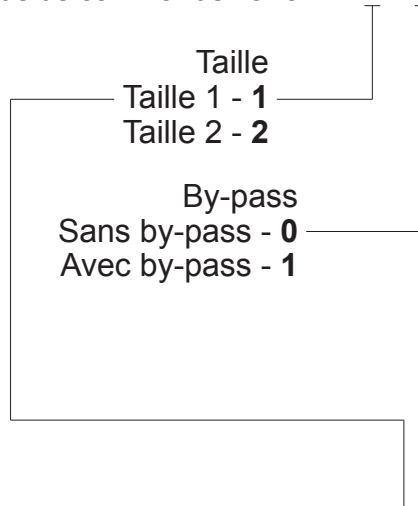 Taille
Taille 1 - 1
Taille 2 - 2
By-pass
Sans by-pass - 0
Avec by-pass - 1